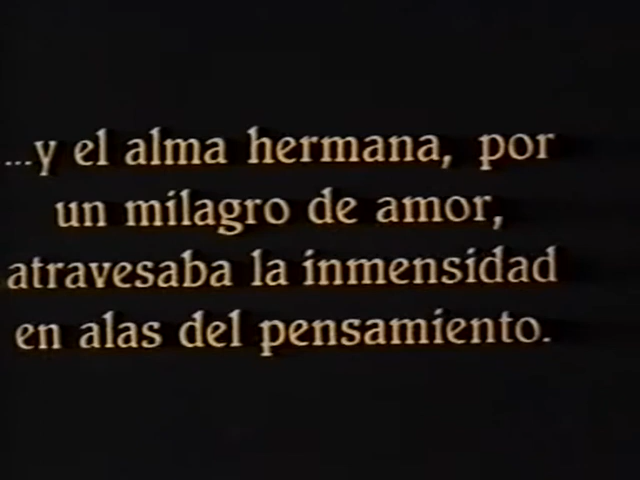 ...y el alma hermana, por
un milagro de amor,
atravesaba la inmensidad
en alas del pensamiento.